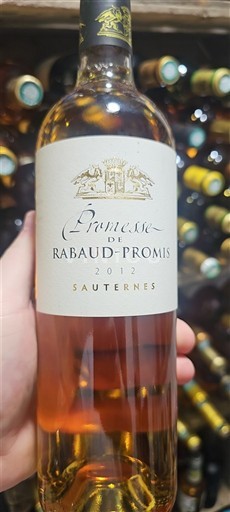 Promesse
DE
RABAUD-PROMIS
2012
SAUTERNES